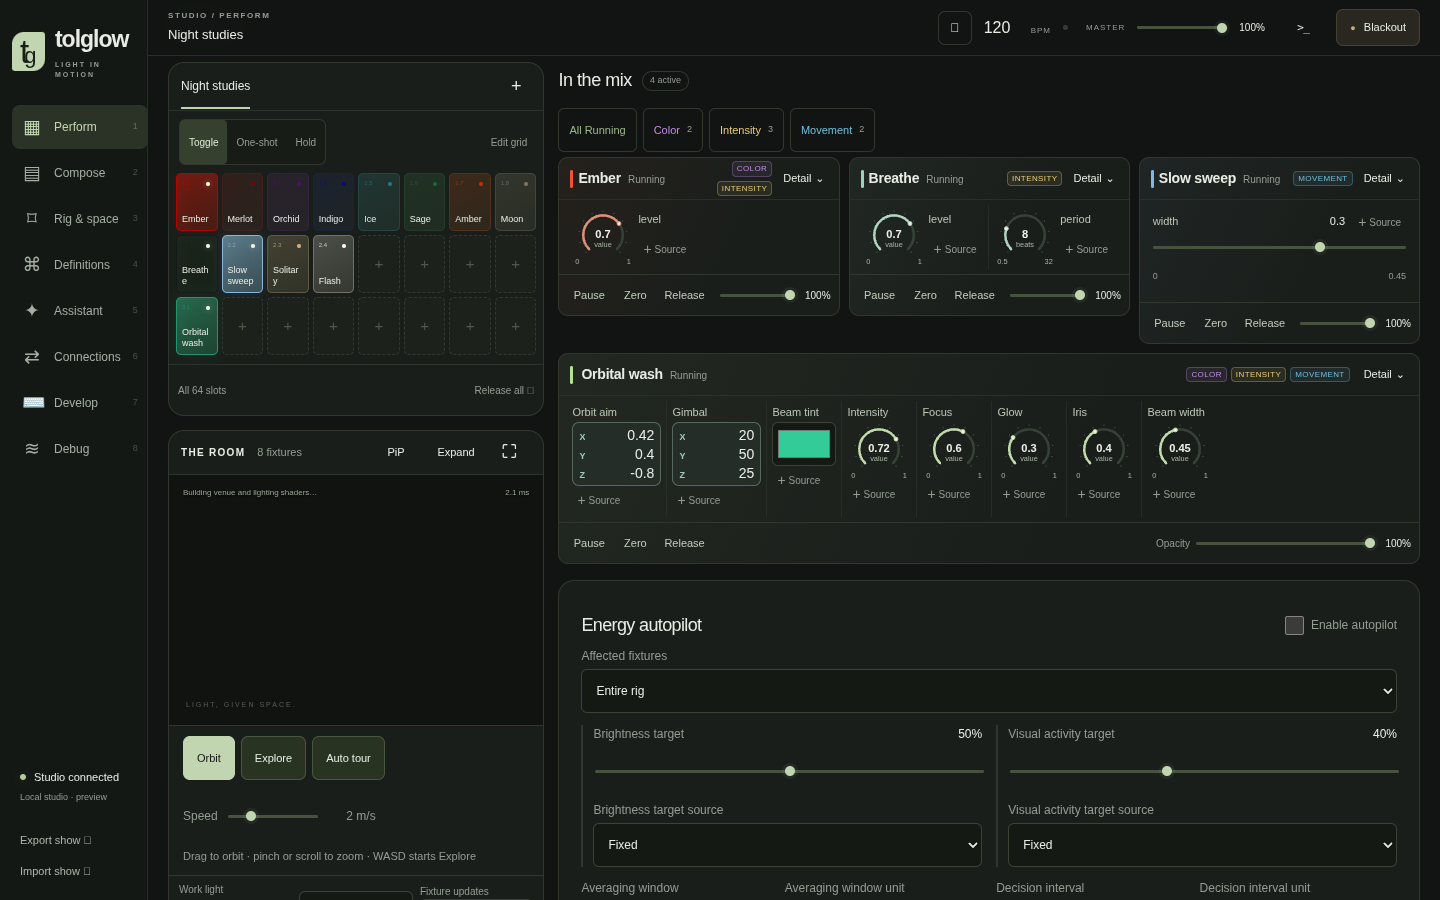 tolglow
LIGHT IN MOTION
Perform 1
Compose 2
Rig & space 3
Definitions 4
Assistant 5
Connections 6
Develop 7
Debug 8
Studio connected
Local studio · preview
Export show
Import show
STUDIO / PERFORM
Night studies
120 BPM
MASTER 100%
>_
Blackout
Night studies +
Toggle One-shot Hold Edit grid
Ember Merlot Orchid Indigo Ice Sage Amber Moon
2.2 2.3 2.4
Breathe Slow sweep Solitary Flash + + + +
Orbital wash + + + + + + +
All 64 slots Release all
THE ROOM 8 fixtures PiP Expand
Building venue and lighting shaders... 2.1 ms
LIGHT, GIVEN SPACE.
Orbit Explore Auto tour
Speed 2 m/s
Drag to orbit · pinch or scroll to zoom · WASD starts Explore
Work light Fixture updates
In the mix 4 active
All Running Color 2 Intensity 3 Movement 2
Ember Running COLOR INTENSITY Detail
0.7 value 0 1 level + Source
Pause Zero Release 100%
Breathe Running INTENSITY Detail
0.7 value 0 1 level + Source
8 beats 0.5 32 period + Source
Pause Zero Release 100%
Slow sweep Running MOVEMENT Detail
width 0.3 + Source
0 0.45
Pause Zero Release 100%
Orbital wash Running COLOR INTENSITY MOVEMENT Detail
Orbit aim Gimbal Beam tint Intensity Focus Glow Iris Beam width
X 0.42 X 20
Y 0.4 Y 50
Z -0.8 Z 25
0.72 value 0.6 value 0.3 value 0.4 value 0.45 value
0 1 0 1 0 1 0 1 0 1
+ Source + Source + Source + Source + Source + Source + Source + Source
Pause Zero Release Opacity 100%
Energy autopilot Enable autopilot
Affected fixtures
Entire rig
Brightness target 50% Visual activity target 40%
Brightness target source Visual activity target source
Fixed Fixed
Averaging window Averaging window unit Decision interval Decision interval unit